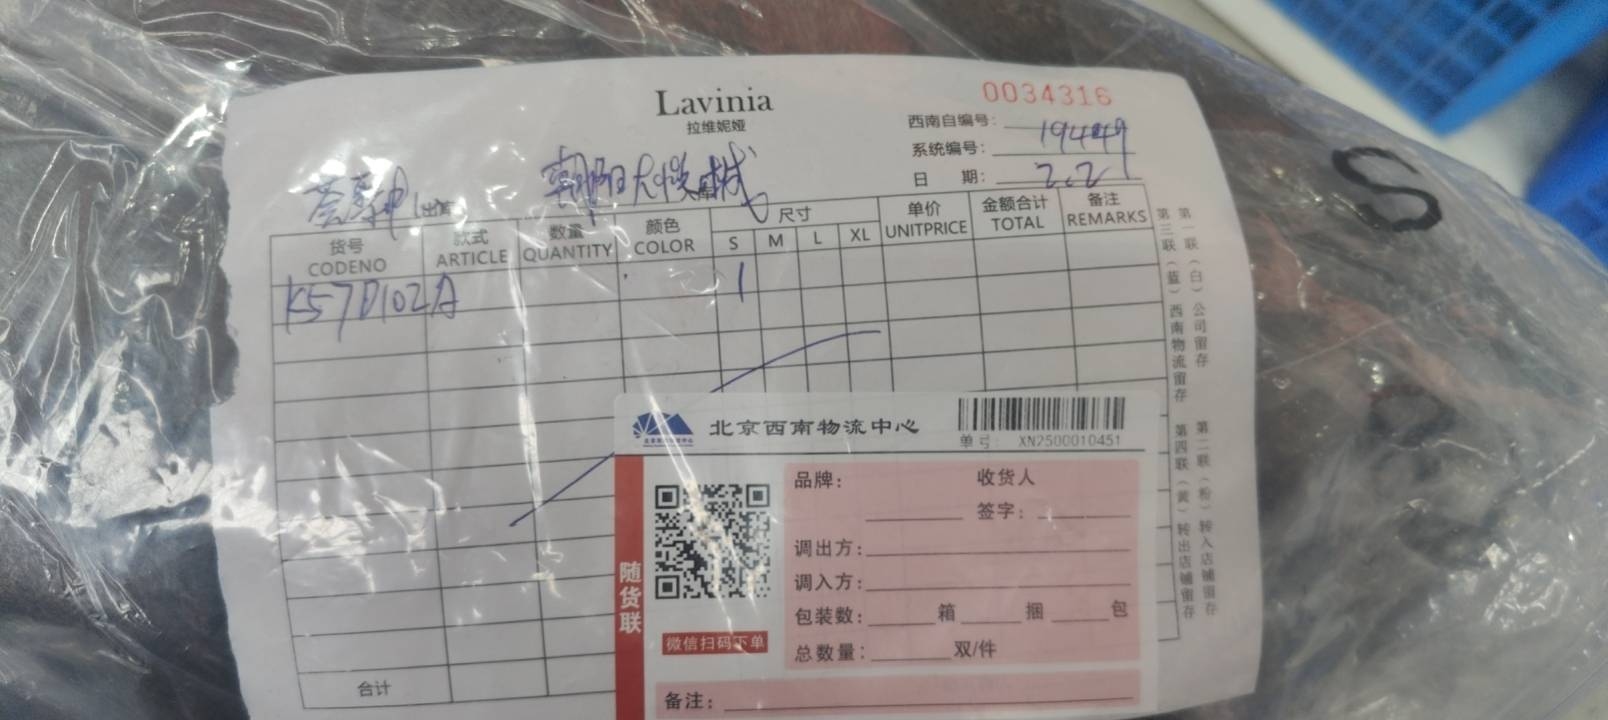 Lavinia
拉维妮娅
0034316
西南自编号:
系统编号: 19449
日 期: 2.21
货号 款式 数量 颜色 尺寸 单价 金额合计 备注
CODENO ARTICLE QUANTITY COLOR S M L XL UNITPRICE TOTAL REMARKS
K57D102A 1
合计
第一联(白)公司留存 第二联(粉)转入店铺留存
第三联(蓝)西南物流留存 第四联(黄)转出店铺留存
S
北京西南物流中心
单号: XN2500010451
随货联
微信扫码下单
品牌: 收货人
签字:
调出方:
调入方:
包装数: 箱 捆 包
总数量: 双/件
备注: